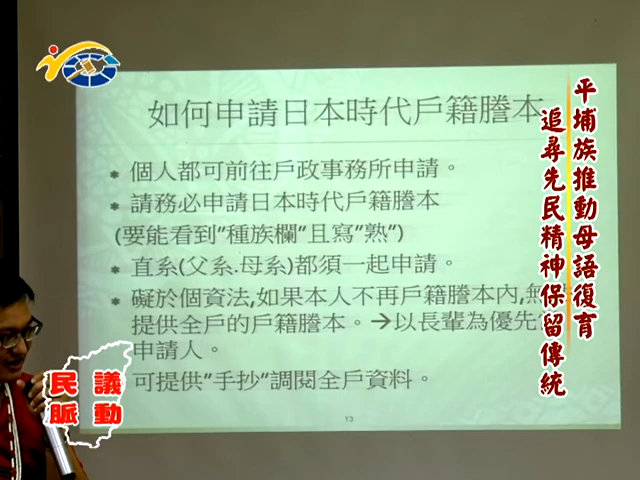 如何申請日本時代戶籍謄本
* 個人都可前往戶政事務所申請。
* 請務必申請日本時代戶籍謄本
(要能看到"種族欄"且寫"熟")
* 直系(父系.母系)都須一起申請。
* 礙於個資法,如果本人不再戶籍謄本內,無
提供全戶的戶籍謄本。→以長輩為優先
申請人。
可提供"手抄"調閱全戶資料。
13
平埔族推動母語復育
追尋先民精神保留傳統
民議
脈動